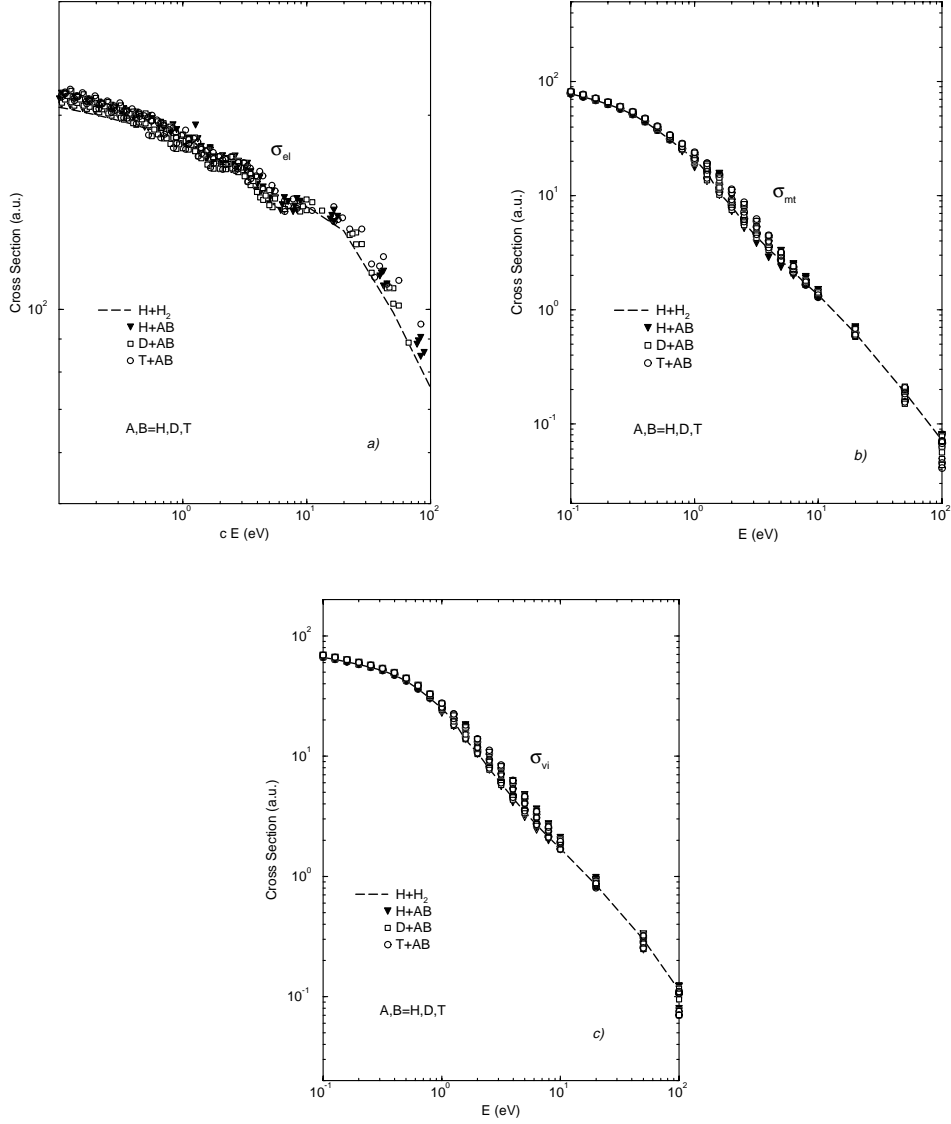 Cross Section (a.u.)
10²
σel
H+H₂
H+AB
D+AB
T+AB
A,B=H,D,T
a)
10⁰
10¹
10²
c E (eV)
Cross Section (a.u.)
10²
10¹
10⁰
10⁻¹
σmt
H+H₂
H+AB
D+AB
T+AB
A,B=H,D,T
b)
10⁻¹
10⁰
10¹
10²
E (eV)
Cross Section (a.u.)
10²
10¹
10⁰
10⁻¹
σvi
H+H₂
H+AB
D+AB
T+AB
A,B=H,D,T
c)
10⁻¹
10⁰
10¹
10²
E (eV)